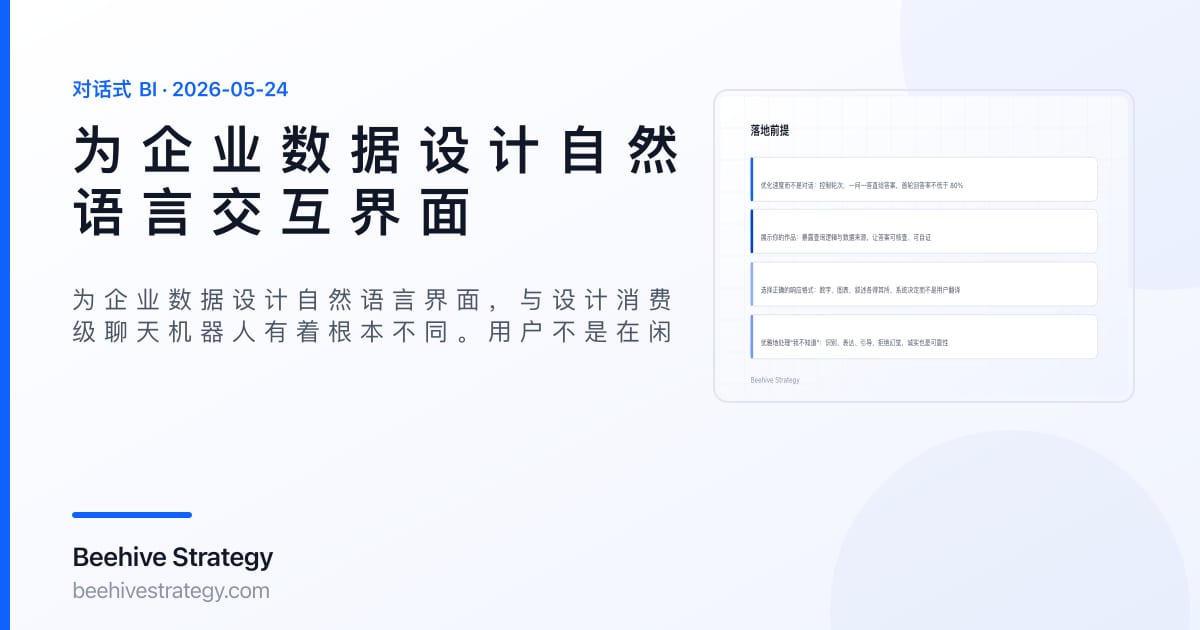 对话式 BI · 2026-05-24
为企业数据设计自然
语言交互界面
为企业数据设计自然语言界面，与设计消费
级聊天机器人有着根本不同。用户不是在闲
落地前提
优化速度而不是对话：控制轮次，一问一答直给答案，首轮回答率不低于 80%
展示你的作品：暴露查询逻辑与数据来源，让答案可核查、可自证
选择正确的响应格式：数字、图表、叙述各得其所，系统决定而不是用户翻译
优雅地处理"我不知道"：识别、表达、引导，拒绝幻觉，诚实也是可靠性
Beehive Strategy
Beehive Strategy
beehivestrategy.com